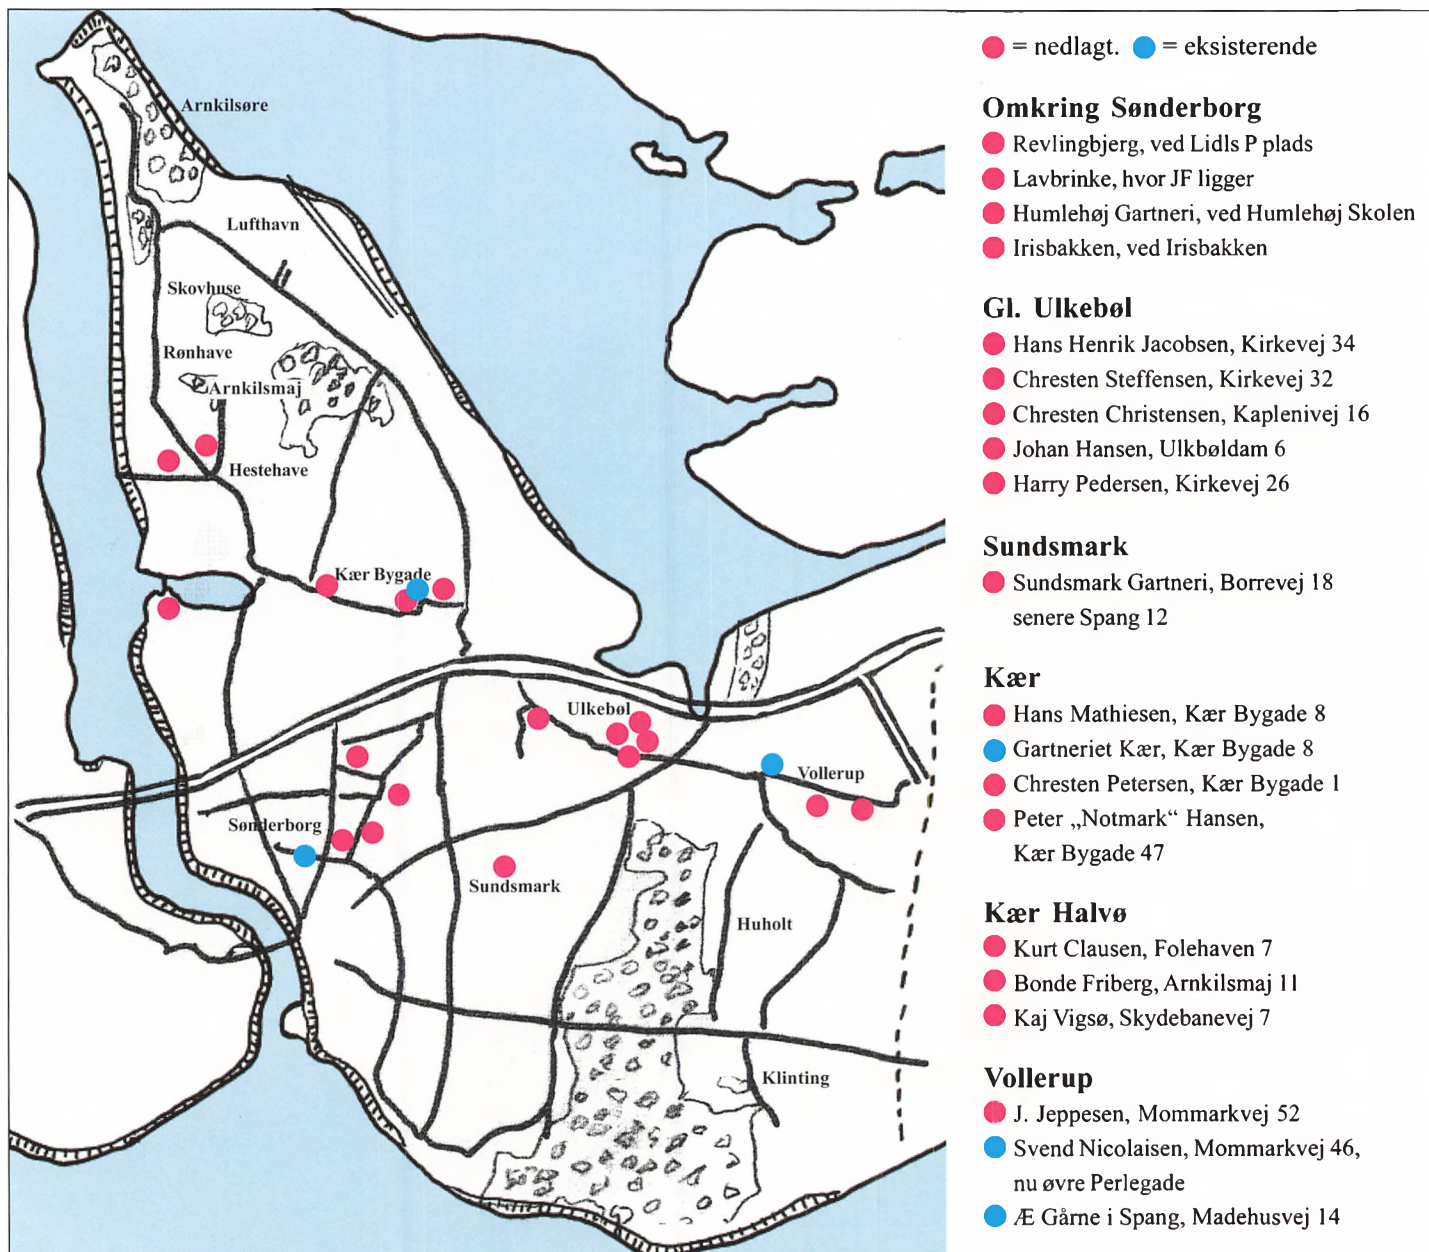 Arnkilsøre
Lufthavn
Skovhuse
Rønhave
Arnkilsmaj
Hestehave
Kær Bygade
Ulkebøl
Vollerup
Sønderborg
Sundsmark
Huholt
Klinting
= nedlagt. = eksisterende
Omkring Sønderborg
Revlingbjerg, ved Lidls P plads
Lavbrinke, hvor JF ligger
Humlehøj Gartneri, ved Humlehøj Skolen
Irisbakken, ved Irisbakken
Gl. Ulkebøl
Hans Henrik Jacobsen, Kirkevej 34
Chresten Steffensen, Kirkevej 32
Chresten Christensen, Kaplenivej 16
Johan Hansen, Ulkbøldam 6
Harry Pedersen, Kirkevej 26
Sundsmark
Sundsmark Gartneri, Borrevej 18
senere Spang 12
Kær
Hans Mathiesen, Kær Bygade 8
Gartneriet Kær, Kær Bygade 8
Chresten Petersen, Kær Bygade 1
Peter „Notmark“ Hansen,
Kær Bygade 47
Kær Halvø
Kurt Clausen, Folehaven 7
Bonde Friberg, Arnkilsmaj 11
Kaj Vigsø, Skydebanevej 7
Vollerup
J. Jeppesen, Mommarkvej 52
Svend Nicolaisen, Mommarkvej 46,
nu øvre Perlegade
Æ Gårne i Spang, Madehusvej 14